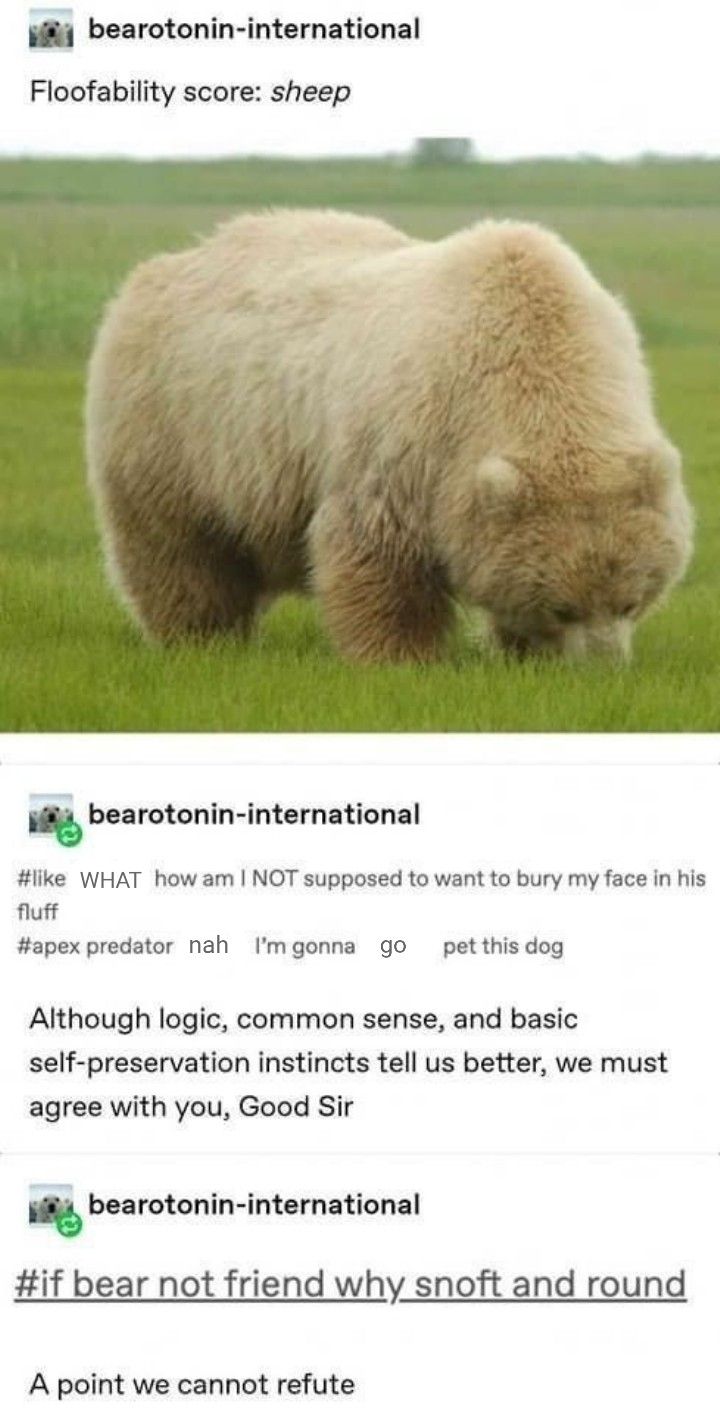 bearotonin-international
Floofability score: sheep
bearotonin-international
#like WHAT how am I NOT supposed to want to bury my face in his
fluff
#apex predator nah I'm gonna go pet this dog
Although logic, common sense, and basic
self-preservation instincts tell us better, we must
agree with you, Good Sir
bearotonin-international
#if bear not friend why snoft and round
A point we cannot refute